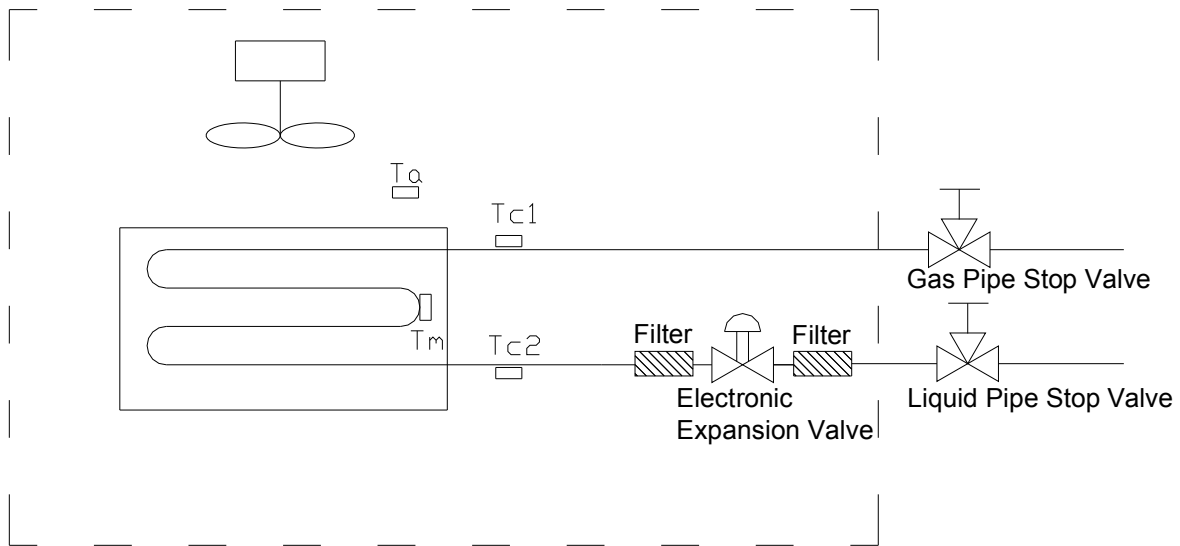 Ta
Tc1
Gas Pipe Stop Valve
Tm
Tc2
Filter
Filter
Electronic
Expansion Valve
Liquid Pipe Stop Valve